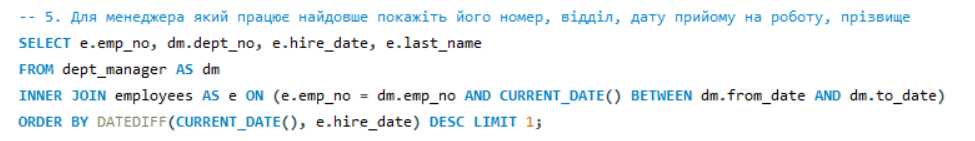 -- 5. Для менеджера який працює найдовше покажіть його номер, відділ, дату прийому на роботу, прізвище
SELECT e.emp_no, dm.dept_no, e.hire_date, e.last_name
FROM dept_manager AS dm
INNER JOIN employees AS e ON (e.emp_no = dm.emp_no AND CURRENT_DATE() BETWEEN dm.from_date AND dm.to_date)
ORDER BY DATEDIFF(CURRENT_DATE(), e.hire_date) DESC LIMIT 1;